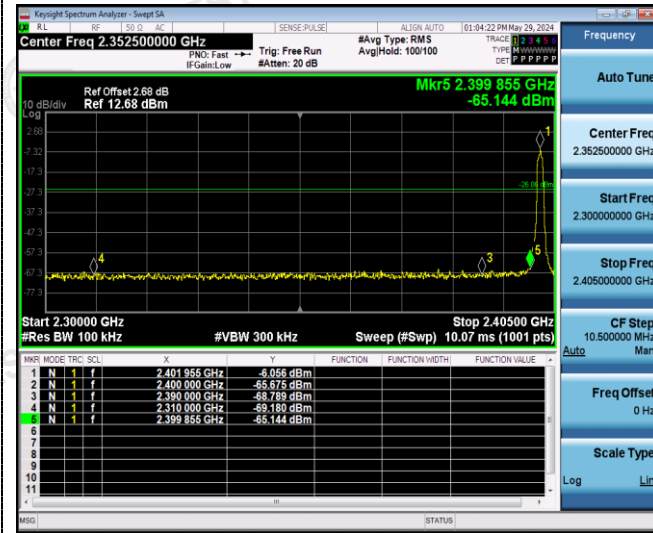 Keysight Spectrum Analyzer - Swept SA
RL RF 50 Ω AC SENSE:PULSE ALIGN AUTO 01:04:22 PM May 29, 2024
Center Freq 2.352500000 GHz
PNO: Fast
IFGain:Low
Trig: Free Run
#Atten: 20 dB
#Avg Type: RMS
Avg|Hold: 100/100
TRACE 1 2 3 4 5 6
TYPE M WWWWW
DET P P P P P P
Ref Offset 2.68 dB
Ref 12.68 dBm
10 dB/div
Log
Mkr5 2.399 855 GHz
-65.144 dBm
2.68
-7.32
-17.3
-27.3
-37.3
-47.3
-57.3
-67.3
-77.3
1
-26.06 dBm
4
3
5
Start 2.30000 GHz Stop 2.40500 GHz
#Res BW 100 kHz #VBW 300 kHz Sweep (#Swp) 10.07 ms (1001 pts)
MKR MODE TRC SCL X Y FUNCTION FUNCTION WIDTH FUNCTION VALUE
1 N 1 f 2.401 955 GHz -6.056 dBm
2 N 1 f 2.400 000 GHz -65.675 dBm
3 N 1 f 2.390 000 GHz -68.789 dBm
4 N 1 f 2.310 000 GHz -69.180 dBm
5 N 1 f 2.399 855 GHz -65.144 dBm
6
7
8
9
10
11
MSG STATUS
Frequency
Auto Tune
Center Freq
2.352500000 GHz
Start Freq
2.300000000 GHz
Stop Freq
2.405000000 GHz
CF Step
10.500000 MHz
Auto Man
Freq Offset
0 Hz
Scale Type
Log Lin